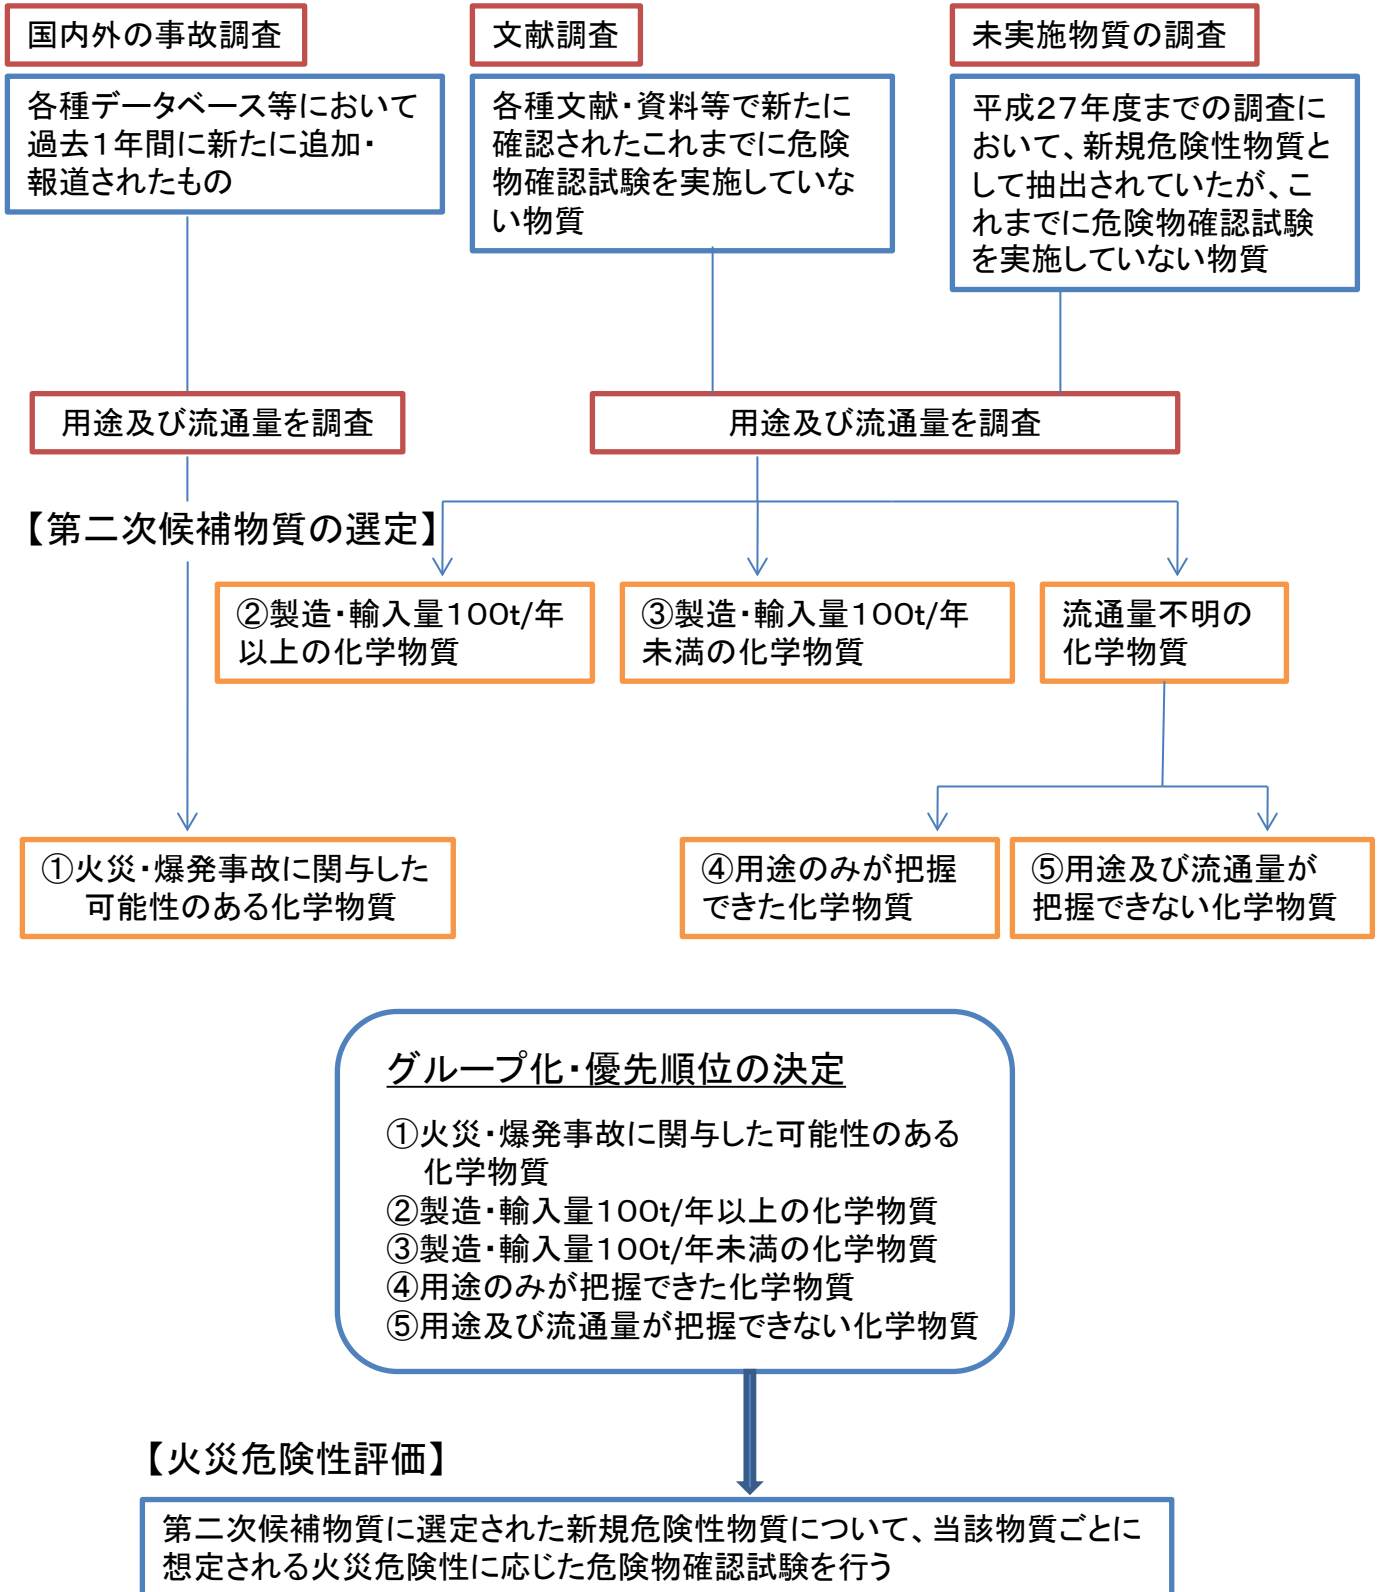 国内外の事故調査
文献調査
未実施物質の調査
各種データベース等において
過去1年間に新たに追加・
報道されたもの
各種文献・資料等で新たに
確認されたこれまでに危険
物確認試験を実施していな
い物質
平成27年度までの調査に
おいて、新規危険性物質と
して抽出されていたが、こ
れまでに危険物確認試験
を実施していない物質
用途及び流通量を調査
用途及び流通量を調査
【第二次候補物質の選定】
②製造・輸入量100t/年
以上の化学物質
③製造・輸入量100t/年
未満の化学物質
流通量不明の
化学物質
①火災・爆発事故に関与した
可能性のある化学物質
④用途のみが把握
できた化学物質
⑤用途及び流通量が
把握できない化学物質
グループ化・優先順位の決定
①火災・爆発事故に関与した可能性のある
化学物質
②製造・輸入量100t/年以上の化学物質
③製造・輸入量100t/年未満の化学物質
④用途のみが把握できた化学物質
⑤用途及び流通量が把握できない化学物質
【火災危険性評価】
第二次候補物質に選定された新規危険性物質について、当該物質ごとに
想定される火災危険性に応じた危険物確認試験を行う